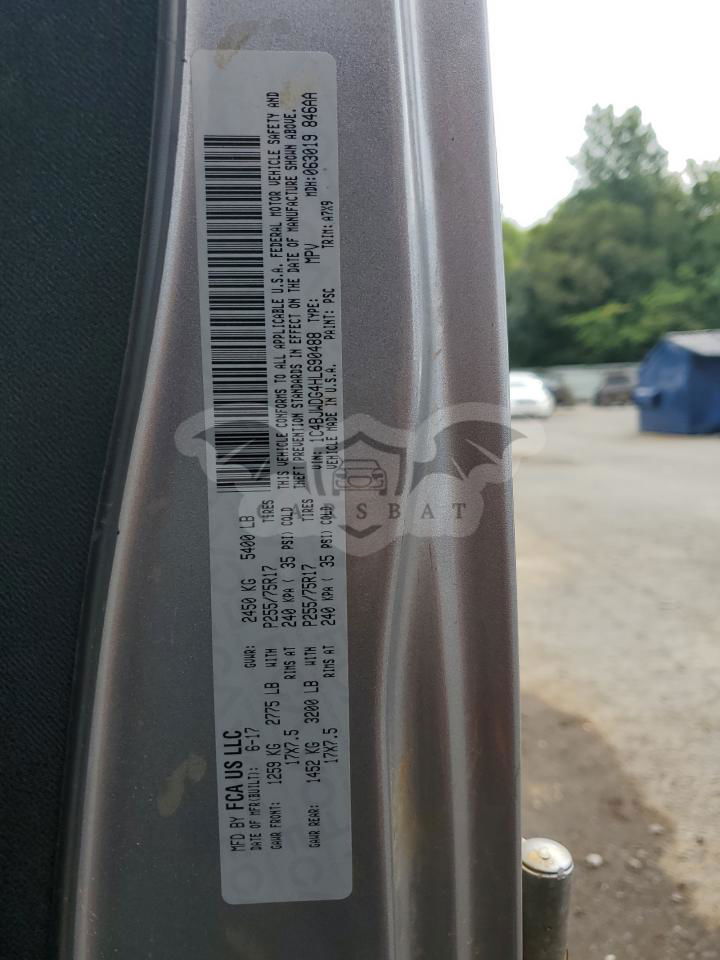 MFD BY FCA US LLC
DATE OF MFR(BUILT): 6-17 GVWR: 2450 KG 5400 LB
GAWR FRONT: 1259 KG 2775 LB WITH P255/75R17 TIRES
17X7.5 RIMS AT 240 KPA ( 35 PSI) COLD
GAWR REAR: 1452 KG 3200 LB WITH P255/75R17 TIRES
17X7.5 RIMS AT 240 KPA ( 35 PSI) COLD
THIS VEHICLE CONFORMS TO ALL APPLICABLE U.S.A. FEDERAL MOTOR VEHICLE SAFETY AND
THEFT PREVENTION STANDARDS IN EFFECT ON THE DATE OF MANUFACTURE SHOWN ABOVE.
VIN: 1C4BJWDG4HL690488 TYPE: MPV MDH:063019 846AA
VEHICLE MADE IN U.S.A. PAINT: PSC TRIM: A7X9
CARSBAT